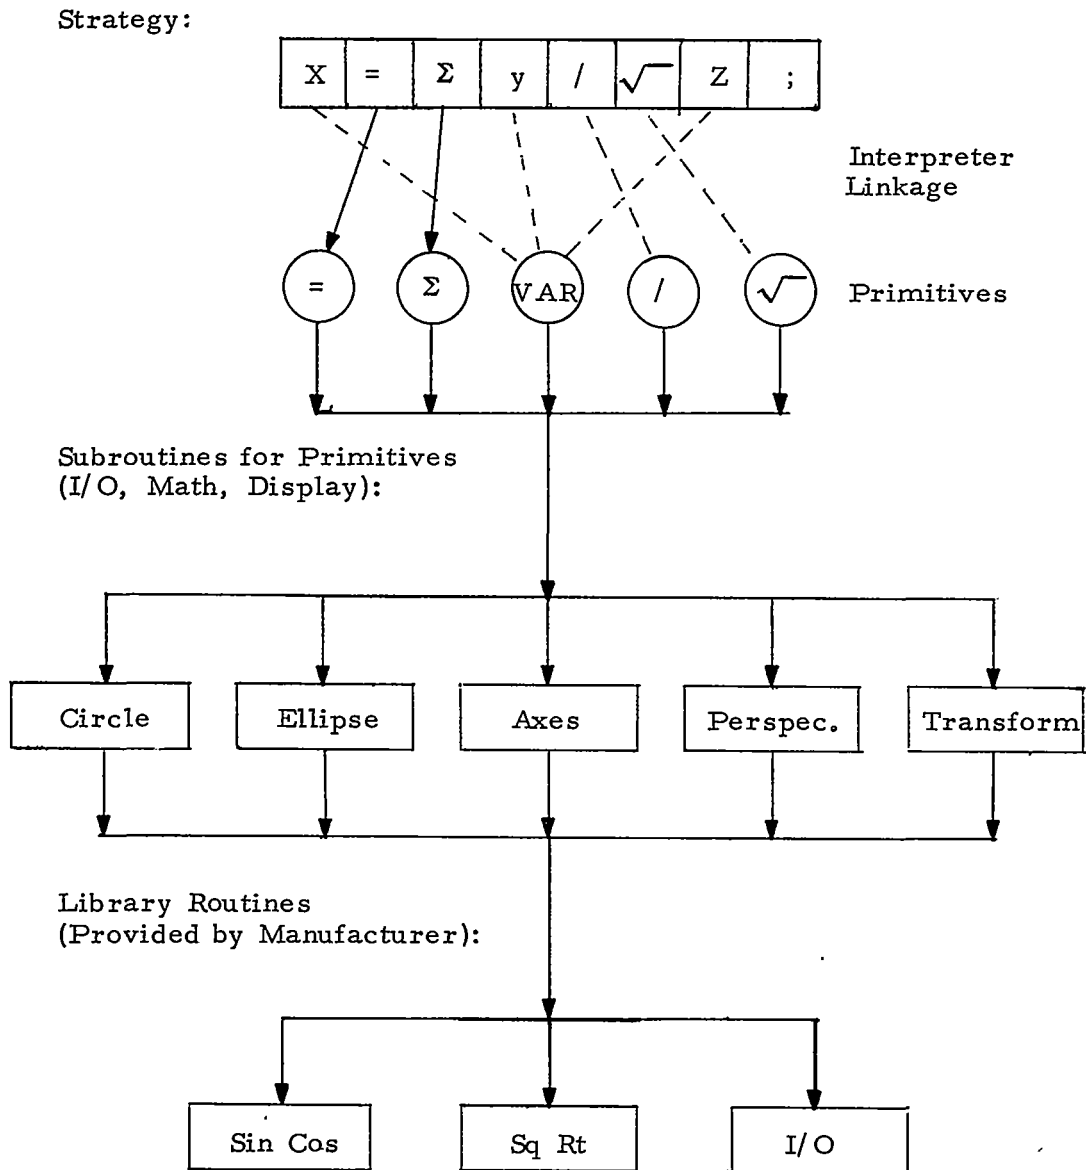 Strategy:
X = Σ y / √ Z ;
Interpreter
Linkage
= Σ VAR / √ Primitives
Subroutines for Primitives
(I/O, Math, Display):
Circle Ellipse Axes Perspec. Transform
Library Routines
(Provided by Manufacturer):
Sin Cos Sq Rt I/O